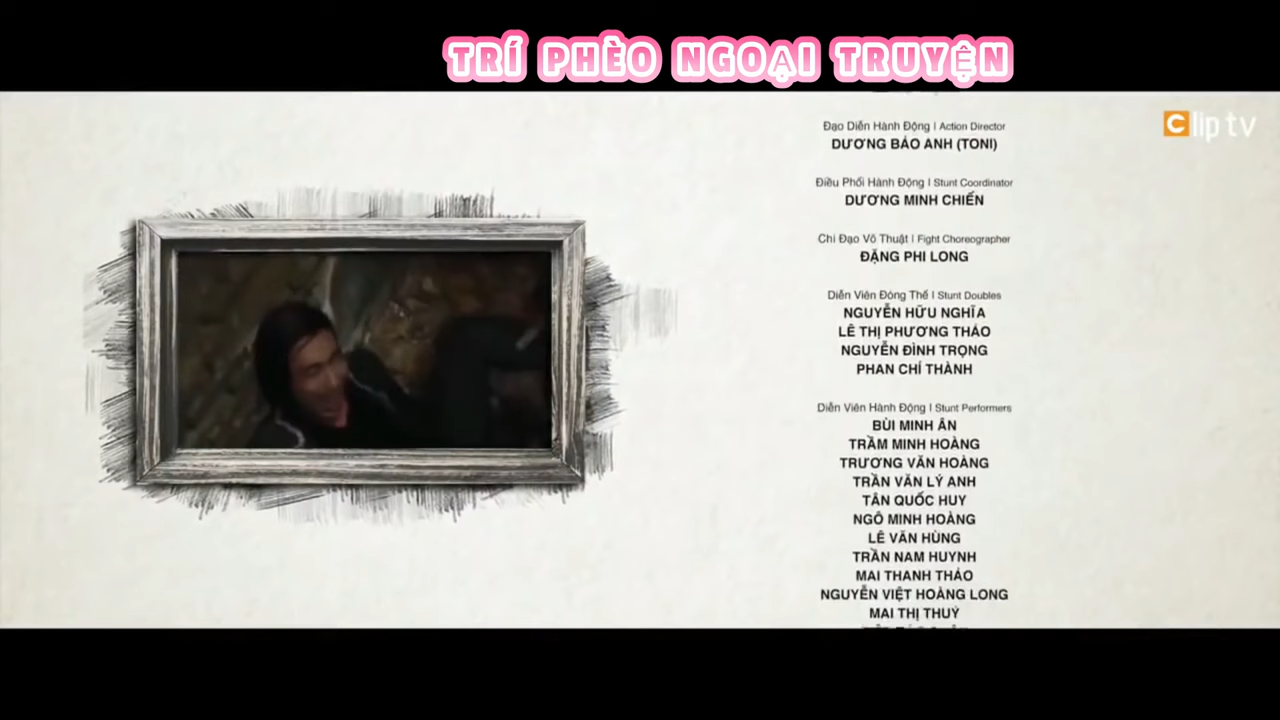 TRÍ PHÈO NGOẠI TRUYỆN
Clip tv
Đạo Diễn Hành Động | Action Director
DƯƠNG BẢO ANH (TONI)
Điều Phối Hành Động | Stunt Coordinator
DƯƠNG MINH CHIẾN
Chỉ Đạo Võ Thuật | Fight Choreographer
ĐẶNG PHI LONG
Diễn Viên Đóng Thế | Stunt Doubles
NGUYỄN HỮU NGHĨA
LÊ THỊ PHƯƠNG THẢO
NGUYỄN ĐÌNH TRỌNG
PHAN CHÍ THÀNH
Diễn Viên Hành Động | Stunt Performers
BÙI MINH ÂN
TRẦM MINH HOÀNG
TRƯƠNG VĂN HOÀNG
TRẦN VĂN LÝ ANH
TÂN QUỐC HUY
NGÔ MINH HOÀNG
LÊ VĂN HÙNG
TRẦN NAM HUYNH
MAI THANH THẢO
NGUYỄN VIỆT HOÀNG LONG
MAI THỊ THUỲ